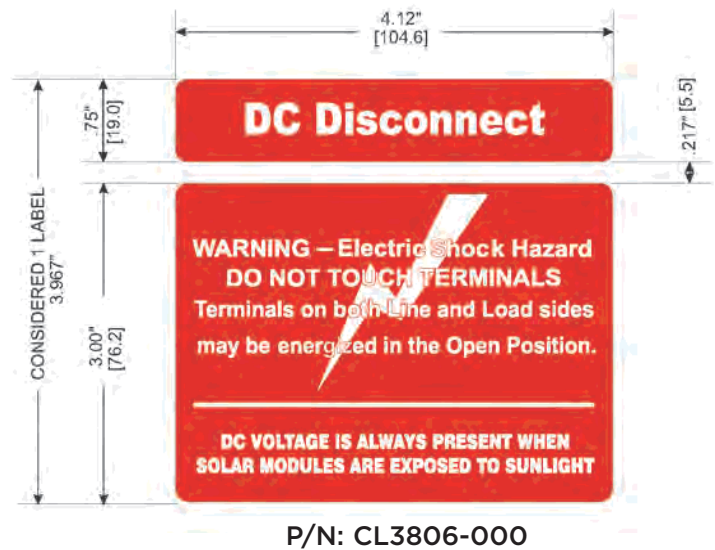 4.12"
[104.6]
.75"
[19.0]
DC Disconnect
.217" [5.5]
CONSIDERED 1 LABEL
3.967"
3.00"
[76.2]
WARNING – Electric Shock Hazard
DO NOT TOUCH TERMINALS
Terminals on both Line and Load sides
may be energized in the Open Position.
DC VOLTAGE IS ALWAYS PRESENT WHEN
SOLAR MODULES ARE EXPOSED TO SUNLIGHT
P/N: CL3806-000